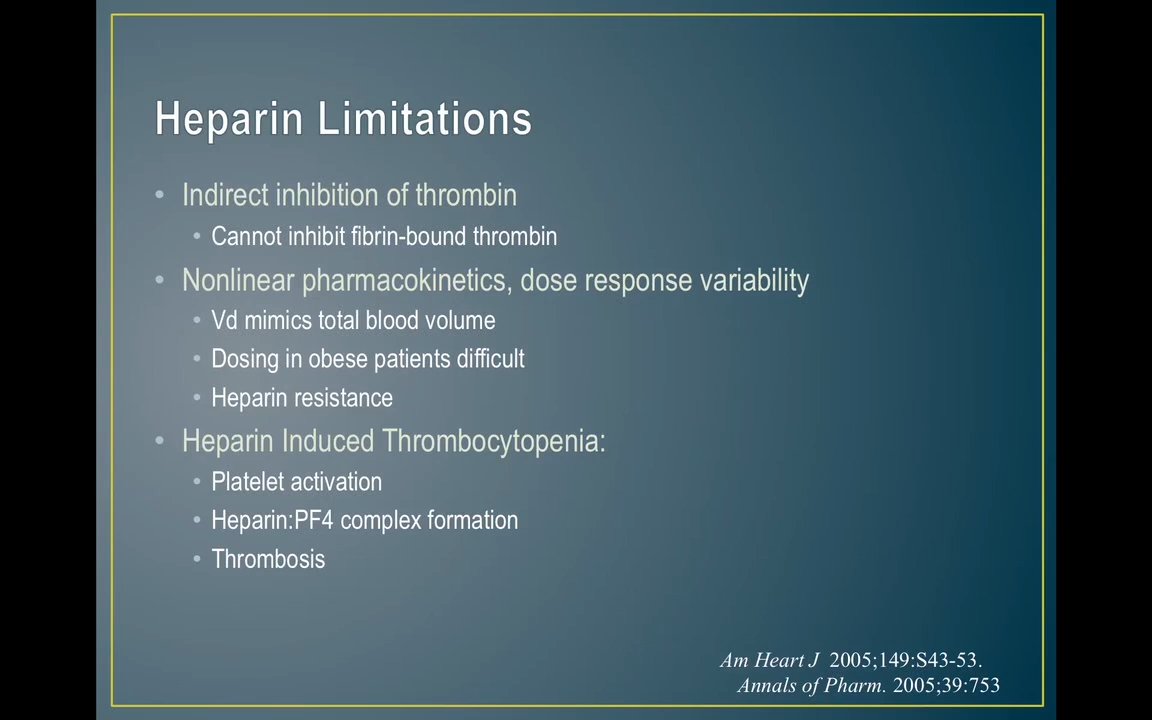 Heparin Limitations
• Indirect inhibition of thrombin
• Cannot inhibit fibrin-bound thrombin
• Nonlinear pharmacokinetics, dose response variability
• Vd mimics total blood volume
• Dosing in obese patients difficult
• Heparin resistance
• Heparin Induced Thrombocytopenia:
• Platelet activation
• Heparin:PF4 complex formation
• Thrombosis
Am Heart J 2005;149:S43-53.
Annals of Pharm. 2005;39:753